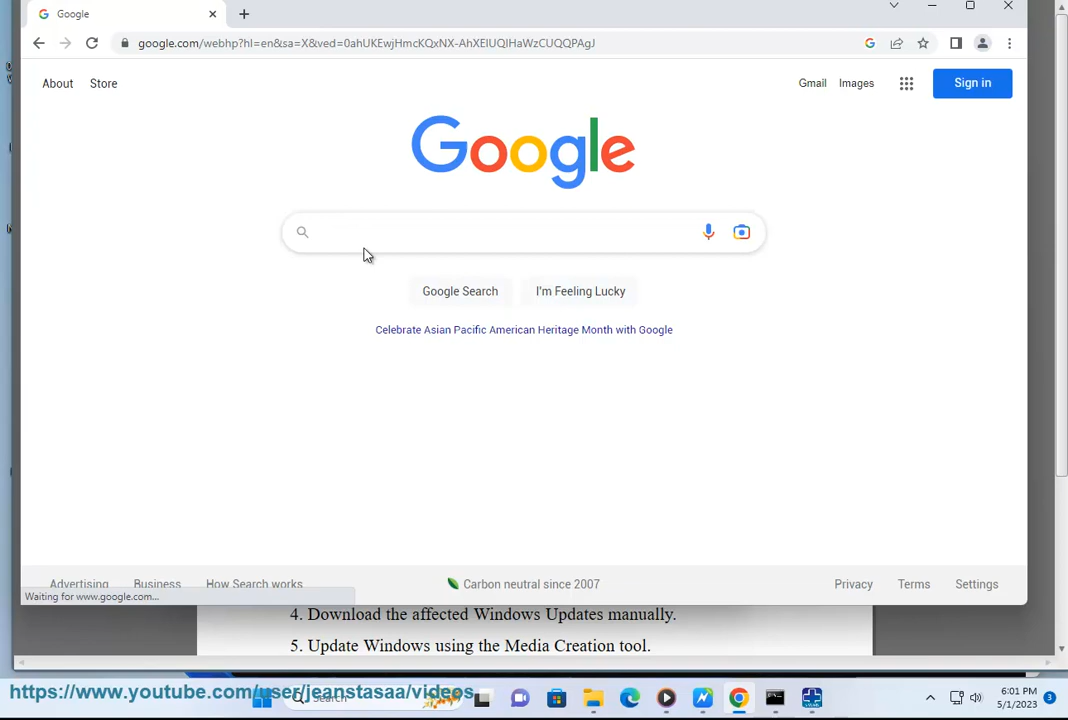 Google
google.com/webhp?hl=en&sa=X&ved=0ahUKEwjHmcKQxNX-AhXEIUQIHaWzCUQQPAgJ
About Store Gmail Images Sign in
Google
Google Search I'm Feeling Lucky
Celebrate Asian Pacific American Heritage Month with Google
Advertising Business How Search works Carbon neutral since 2007 Privacy Terms Settings
Waiting for www.google.com...
4. Download the affected Windows Updates manually.
5. Update Windows using the Media Creation tool.
https://www.youtube.com/user/jeanstasaa/videos
Search
6:01 PM
5/1/2023
3